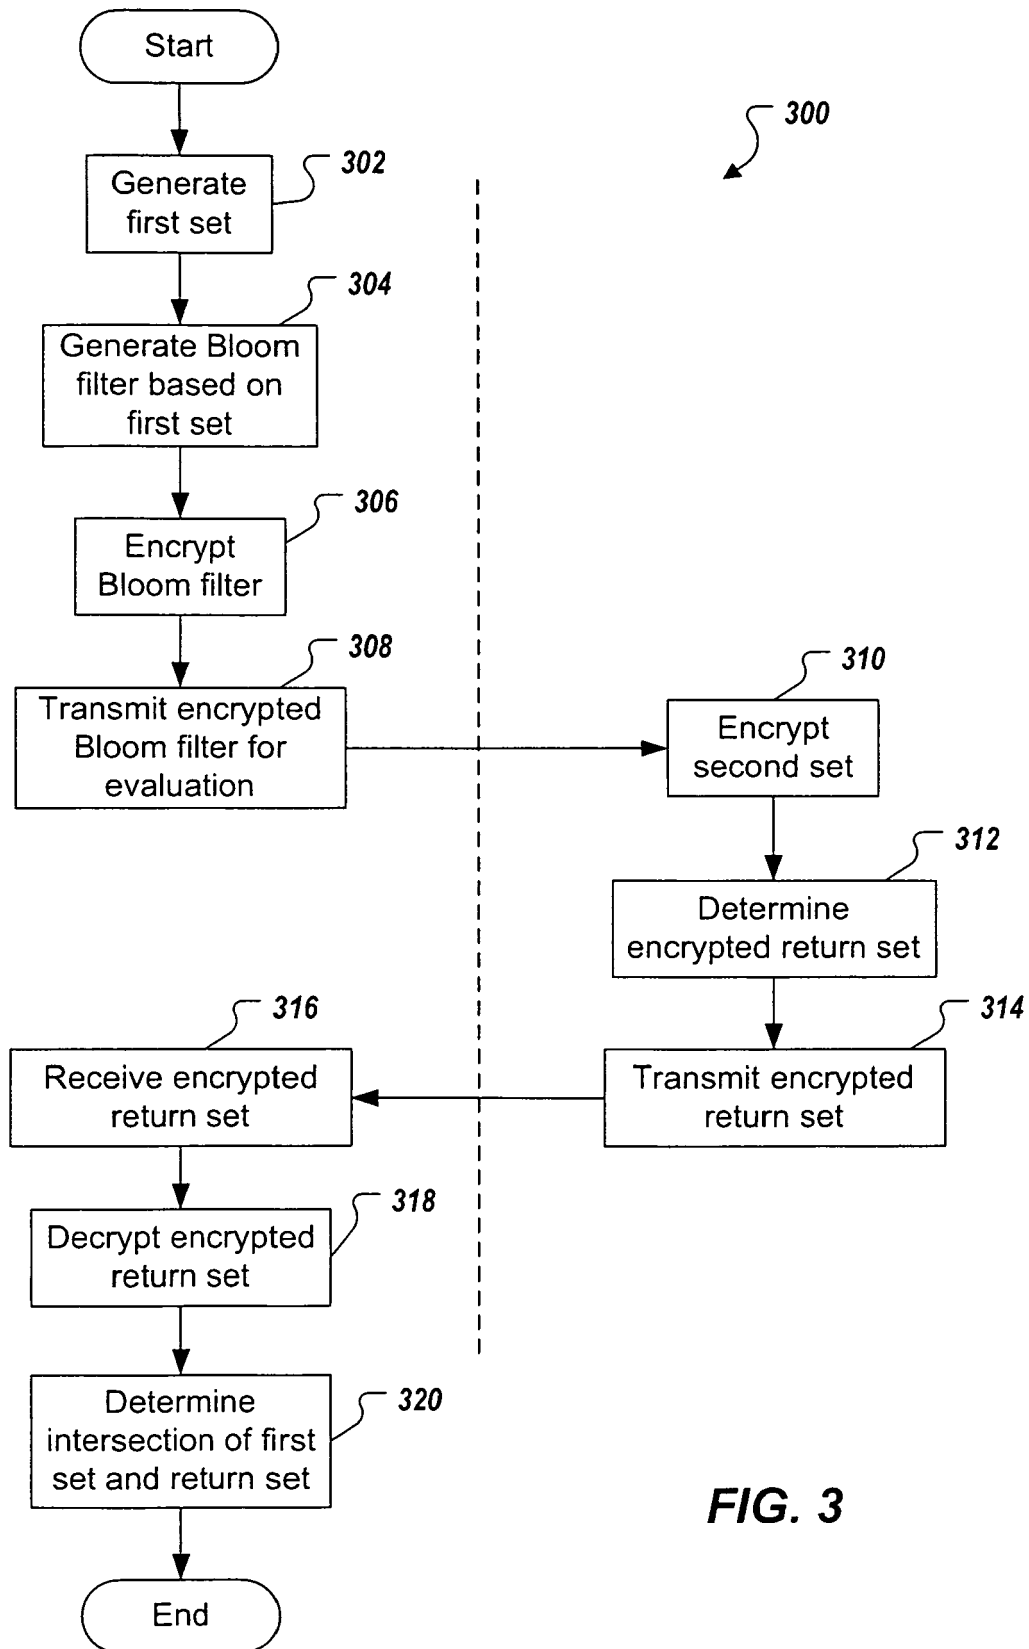 Start
300
302
Generate
first set
304
Generate Bloom
filter based on
first set
306
Encrypt
Bloom filter
308
Transmit encrypted
Bloom filter for
evaluation
310
Encrypt
second set
312
Determine
encrypted return set
314
Transmit encrypted
return set
316
Receive encrypted
return set
318
Decrypt encrypted
return set
320
Determine
intersection of first
set and return set
End
FIG. 3